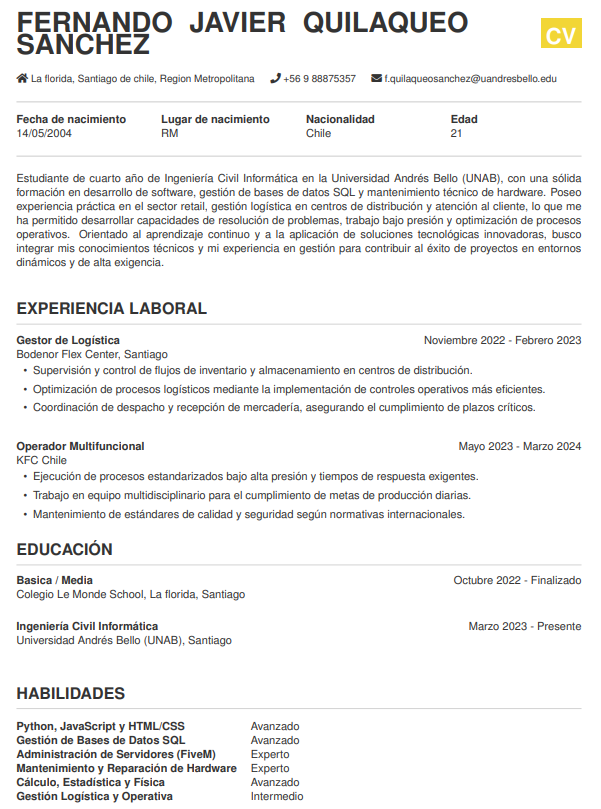 FERNANDO JAVIER QUILAQUEO
SANCHEZ
CV
La florida, Santiago de chile, Region Metropolitana +56 9 88875357 f.quilaqueosanchez@uandresbello.edu
Fecha de nacimiento Lugar de nacimiento Nacionalidad Edad
14/05/2004 RM Chile 21
Estudiante de cuarto año de Ingeniería Civil Informática en la Universidad Andrés Bello (UNAB), con una sólida
formación en desarrollo de software, gestión de bases de datos SQL y mantenimiento técnico de hardware. Poseo
experiencia práctica en el sector retail, gestión logística en centros de distribución y atención al cliente, lo que me
ha permitido desarrollar capacidades de resolución de problemas, trabajo bajo presión y optimización de procesos
operativos. Orientado al aprendizaje continuo y a la aplicación de soluciones tecnológicas innovadoras, busco
integrar mis conocimientos técnicos y mi experiencia en gestión para contribuir al éxito de proyectos en entornos
dinámicos y de alta exigencia.
EXPERIENCIA LABORAL
Gestor de Logística Noviembre 2022 - Febrero 2023
Bodenor Flex Center, Santiago
• Supervisión y control de flujos de inventario y almacenamiento en centros de distribución.
• Optimización de procesos logísticos mediante la implementación de controles operativos más eficientes.
• Coordinación de despacho y recepción de mercadería, asegurando el cumplimiento de plazos críticos.
Operador Multifuncional Mayo 2023 - Marzo 2024
KFC Chile
• Ejecución de procesos estandarizados bajo alta presión y tiempos de respuesta exigentes.
• Trabajo en equipo multidisciplinario para el cumplimiento de metas de producción diarias.
• Mantenimiento de estándares de calidad y seguridad según normativas internacionales.
EDUCACIÓN
Basica / Media Octubre 2022 - Finalizado
Colegio Le Monde School, La florida, Santiago
Ingeniería Civil Informática Marzo 2023 - Presente
Universidad Andrés Bello (UNAB), Santiago
HABILIDADES
Python, JavaScript y HTML/CSS Avanzado
Gestión de Bases de Datos SQL Avanzado
Administración de Servidores (FiveM) Experto
Mantenimiento y Reparación de Hardware Experto
Cálculo, Estadística y Física Avanzado
Gestión Logística y Operativa Intermedio